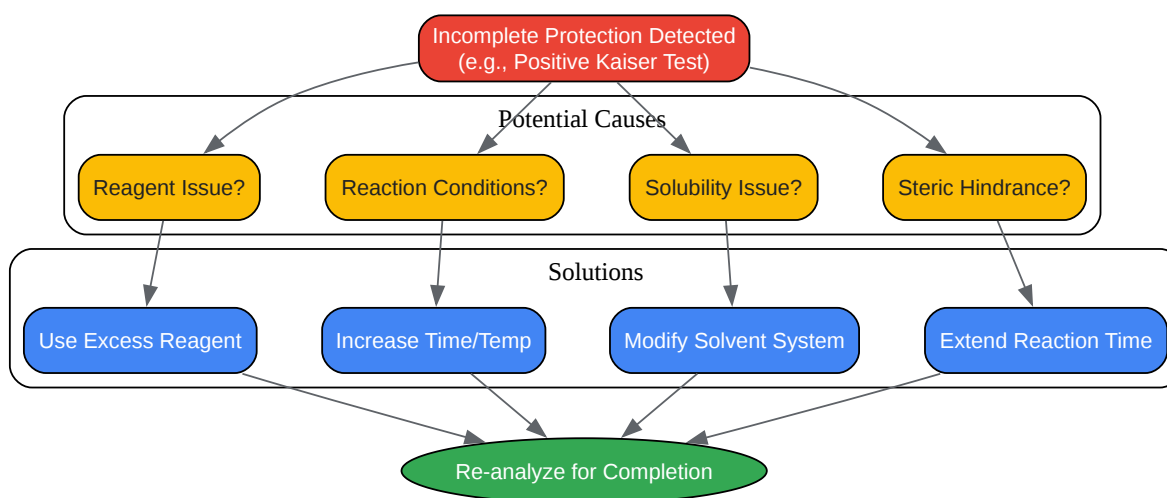 Incomplete Protection Detected
(e.g., Positive Kaiser Test)
Potential Causes
Reagent Issue?
Reaction Conditions?
Solubility Issue?
Steric Hindrance?
Solutions
Use Excess Reagent
Increase Time/Temp
Modify Solvent System
Extend Reaction Time
Re-analyze for Completion